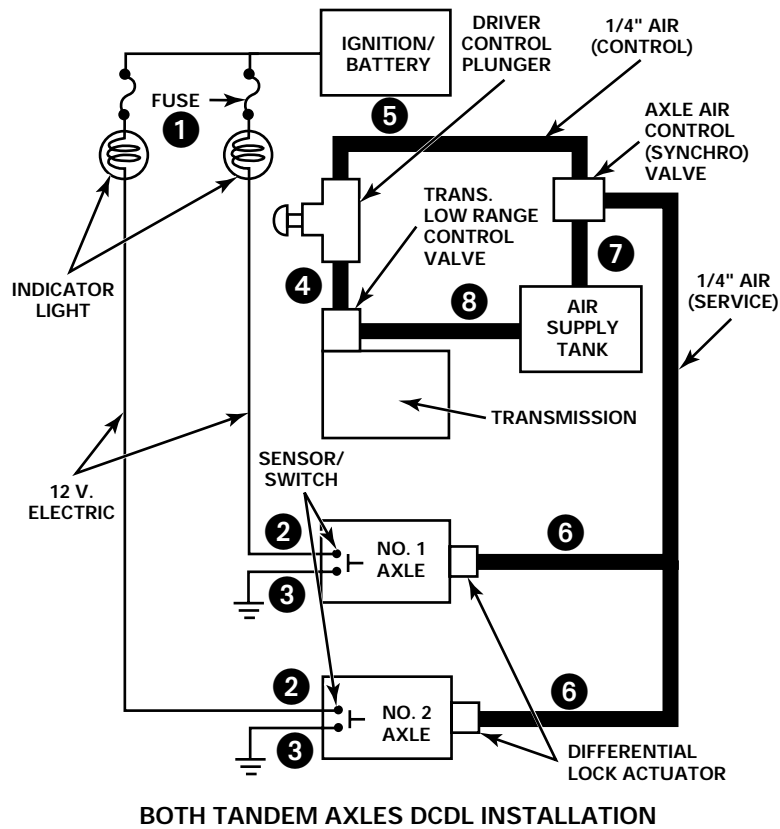 IGNITION/
BATTERY
DRIVER
CONTROL
PLUNGER
1/4" AIR
(CONTROL)
FUSE
1
5
AXLE AIR
CONTROL
(SYNCHRO)
VALVE
TRANS.
LOW RANGE
CONTROL
VALVE
INDICATOR
LIGHT
4
8
7
AIR
SUPPLY
TANK
1/4" AIR
(SERVICE)
TRANSMISSION
12 V.
ELECTRIC
SENSOR/
SWITCH
2
NO. 1
AXLE
6
3
2
NO. 2
AXLE
6
3
DIFFERENTIAL
LOCK ACTUATOR
BOTH TANDEM AXLES DCDL INSTALLATION